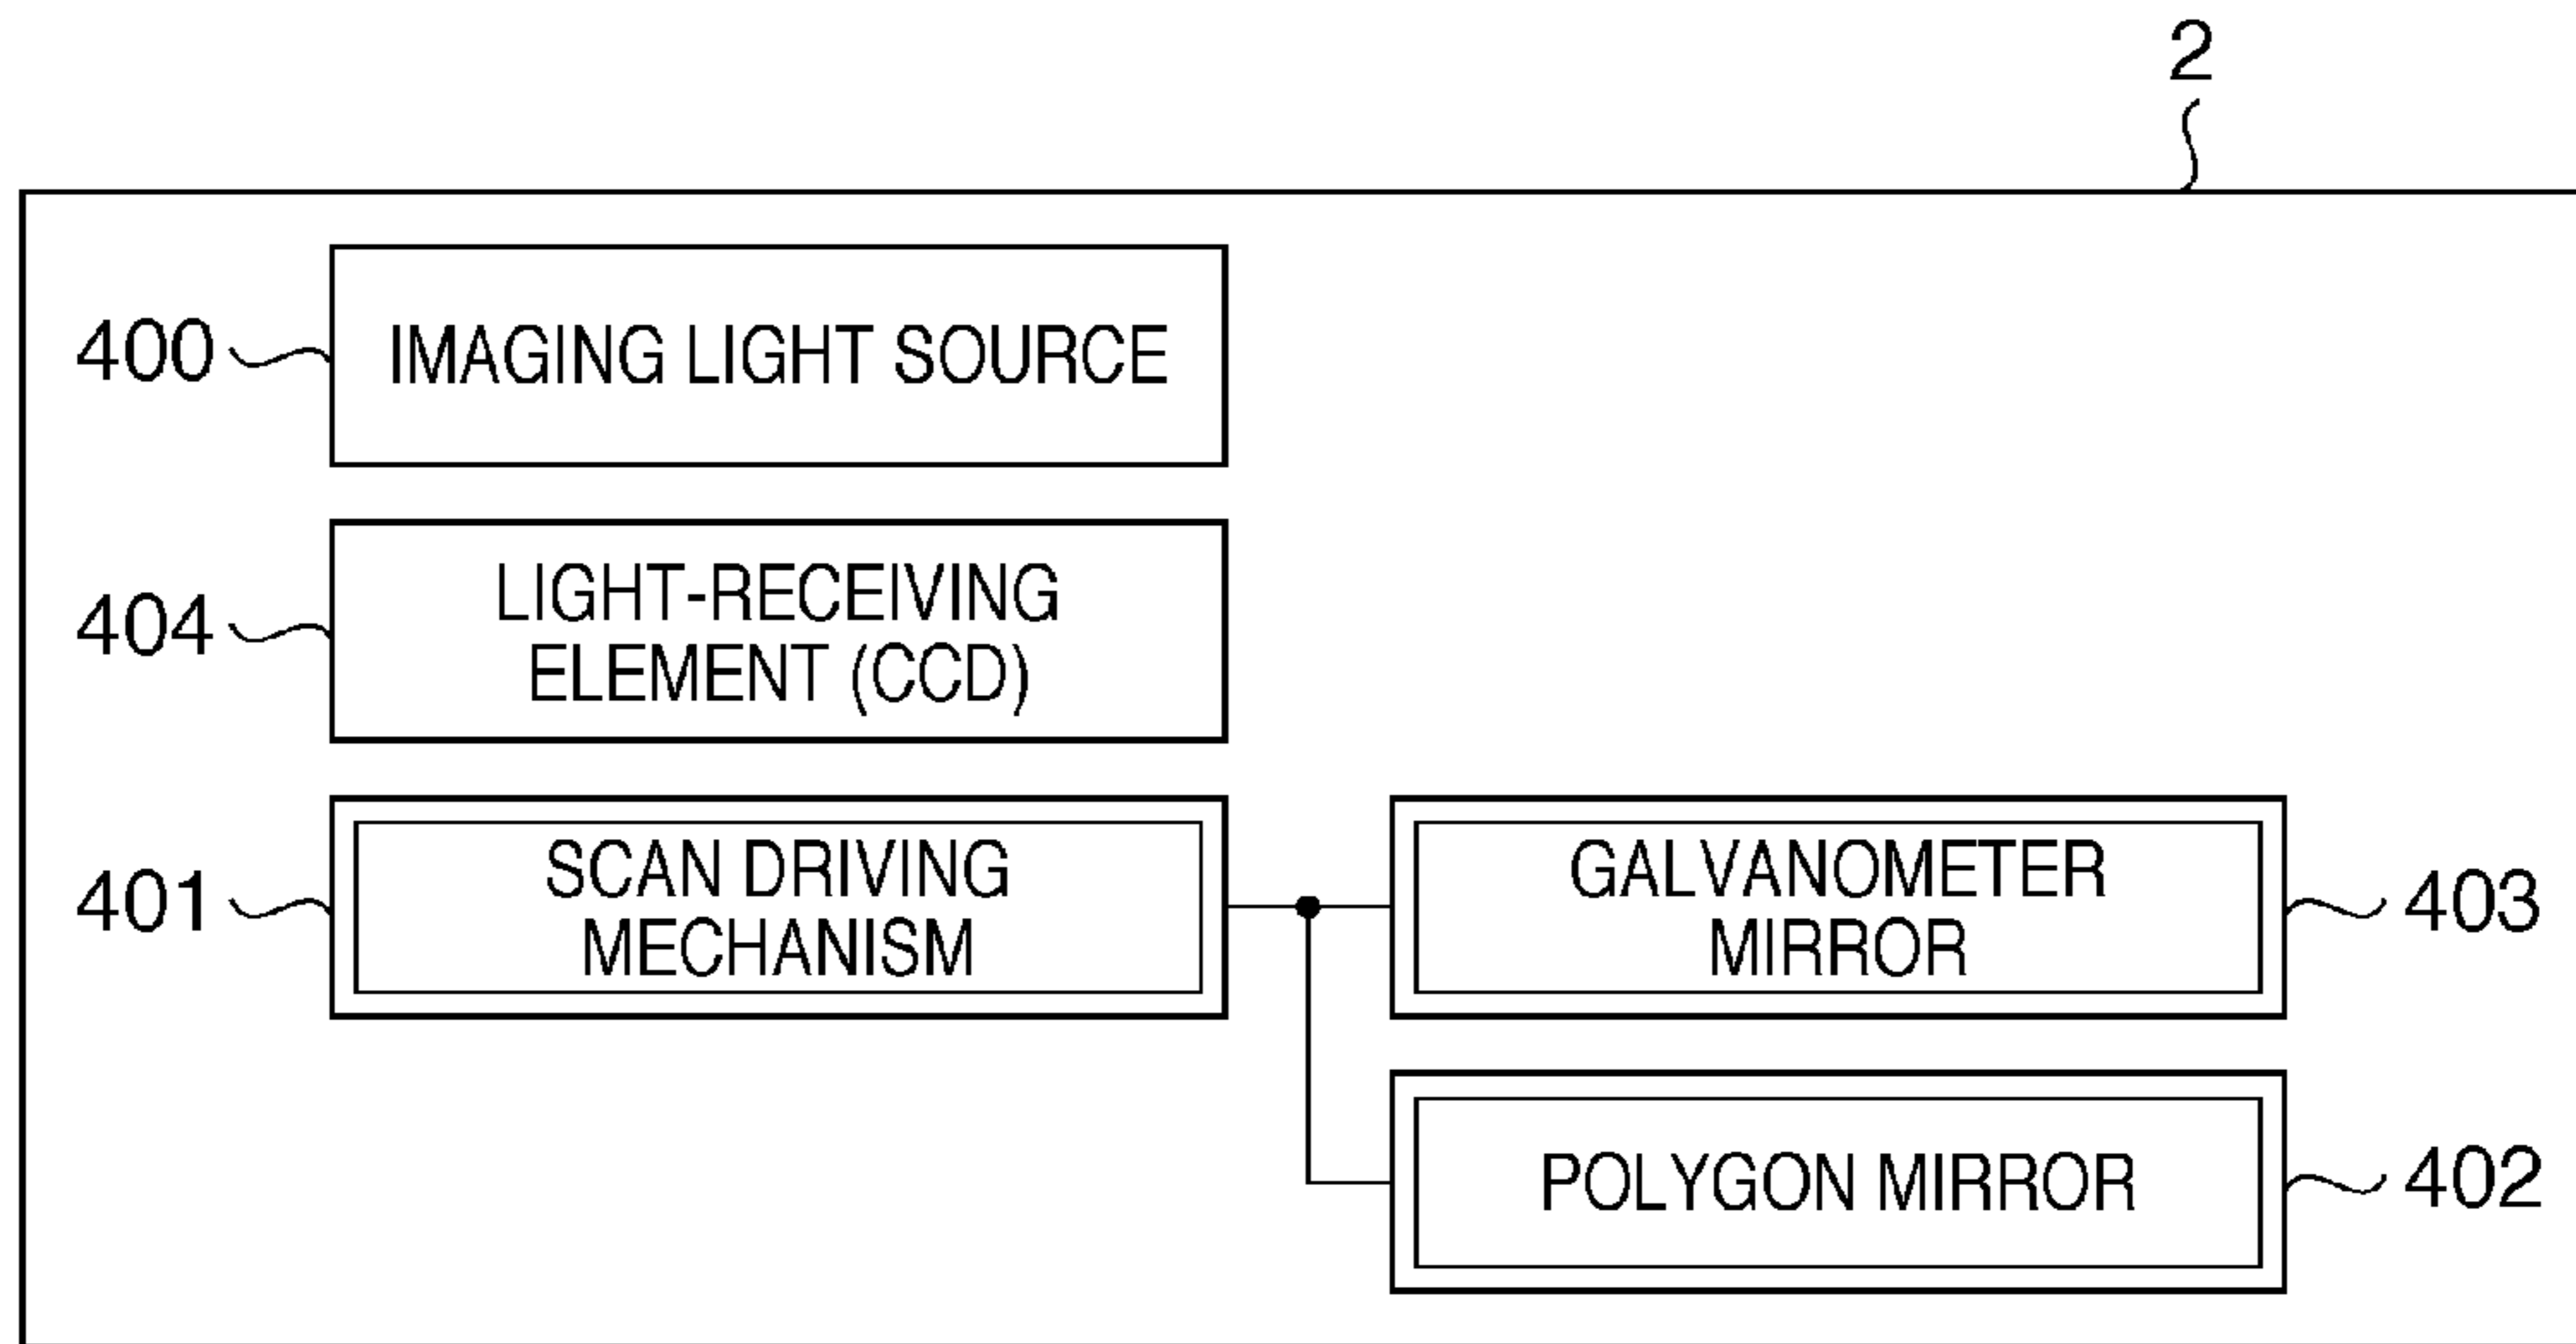 2
400
IMAGING LIGHT SOURCE
404
LIGHT-RECEIVING
ELEMENT (CCD)
401
SCAN DRIVING
MECHANISM
GALVANOMETER
MIRROR
403
POLYGON MIRROR
402